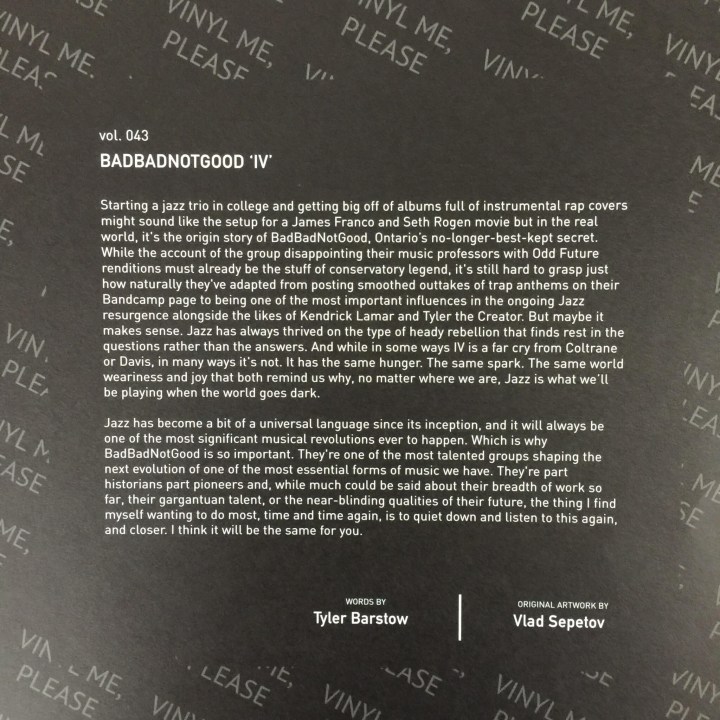 vol. 043
BADBADNOTGOOD 'IV'
Starting a jazz trio in college and getting big off of albums full of instrumental rap covers
might sound like the setup for a James Franco and Seth Rogen movie but in the real
world, it's the origin story of BadBadNotGood, Ontario's no-longer-best-kept secret.
While the account of the group disappointing their music professors with Odd Future
renditions must already be the stuff of conservatory legend, it's still hard to grasp just
how naturally they've adapted from posting smoothed outtakes of trap anthems on their
Bandcamp page to being one of the most important influences in the ongoing Jazz
resurgence alongside the likes of Kendrick Lamar and Tyler the Creator. But maybe it
makes sense. Jazz has always thrived on the type of heady rebellion that finds rest in the
questions rather than the answers. And while in some ways IV is a far cry from Coltrane
or Davis, in many ways it's not. It has the same hunger. The same spark. The same world
weariness and joy that both remind us why, no matter where we are, Jazz is what we'll
be playing when the world goes dark.
Jazz has become a bit of a universal language since its inception, and it will always be
one of the most significant musical revolutions ever to happen. Which is why
BadBadNotGood is so important. They're one of the most talented groups shaping the
next evolution of one of the most essential forms of music we have. They're part
historians part pioneers and, while much could be said about their breadth of work so
far, their gargantuan talent, or the near-blinding qualities of their future, the thing I find
myself wanting to do most, time and time again, is to quiet down and listen to this again,
and closer. I think it will be the same for you.
WORDS BY
Tyler Barstow
ORIGINAL ARTWORK BY
Vlad Sepetov
VINYL ME,
PLEASE
VINYL ME,
PLEASE
VINYL ME,
PLEASE
PLEASE
VINYL ME,
PLEASE